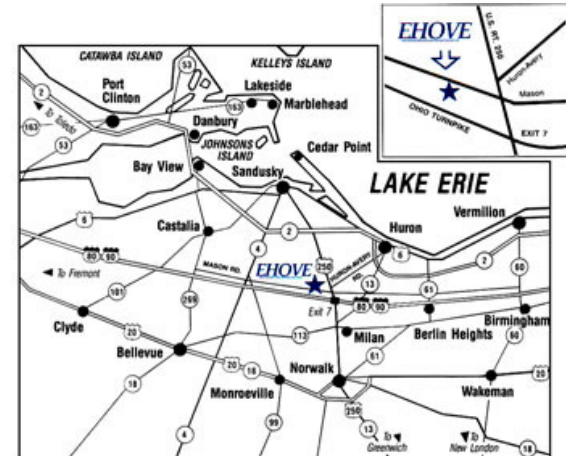 EHOVE
U.S. RT. 250
Huron-Avery
Mason
OHIO TURNPIKE
EXIT 7
CATAWBA ISLAND
KELLEYS ISLAND
53
2
Port
Clinton
Lakeside
163
Marblehead
To Toledo
163
53
Danbury
JOHNSONS
ISLAND
Cedar Point
Bay View
Sandusky
LAKE ERIE
6
Castalia
2
Huron
Vermilion
4
250
6
2
MASON RD.
EHOVE
HURON-AVERY
RD.
80 90
To Fremont
13
60
101
269
61
Exit 7
80 90
Clyde
20
113
Milan
Berlin Heights
Birmingham
Bellevue
20
18
61
60
Norwalk
18
Monroeville
Wakeman
20
250
4
99
13
To
Greenwich
To
New London
18